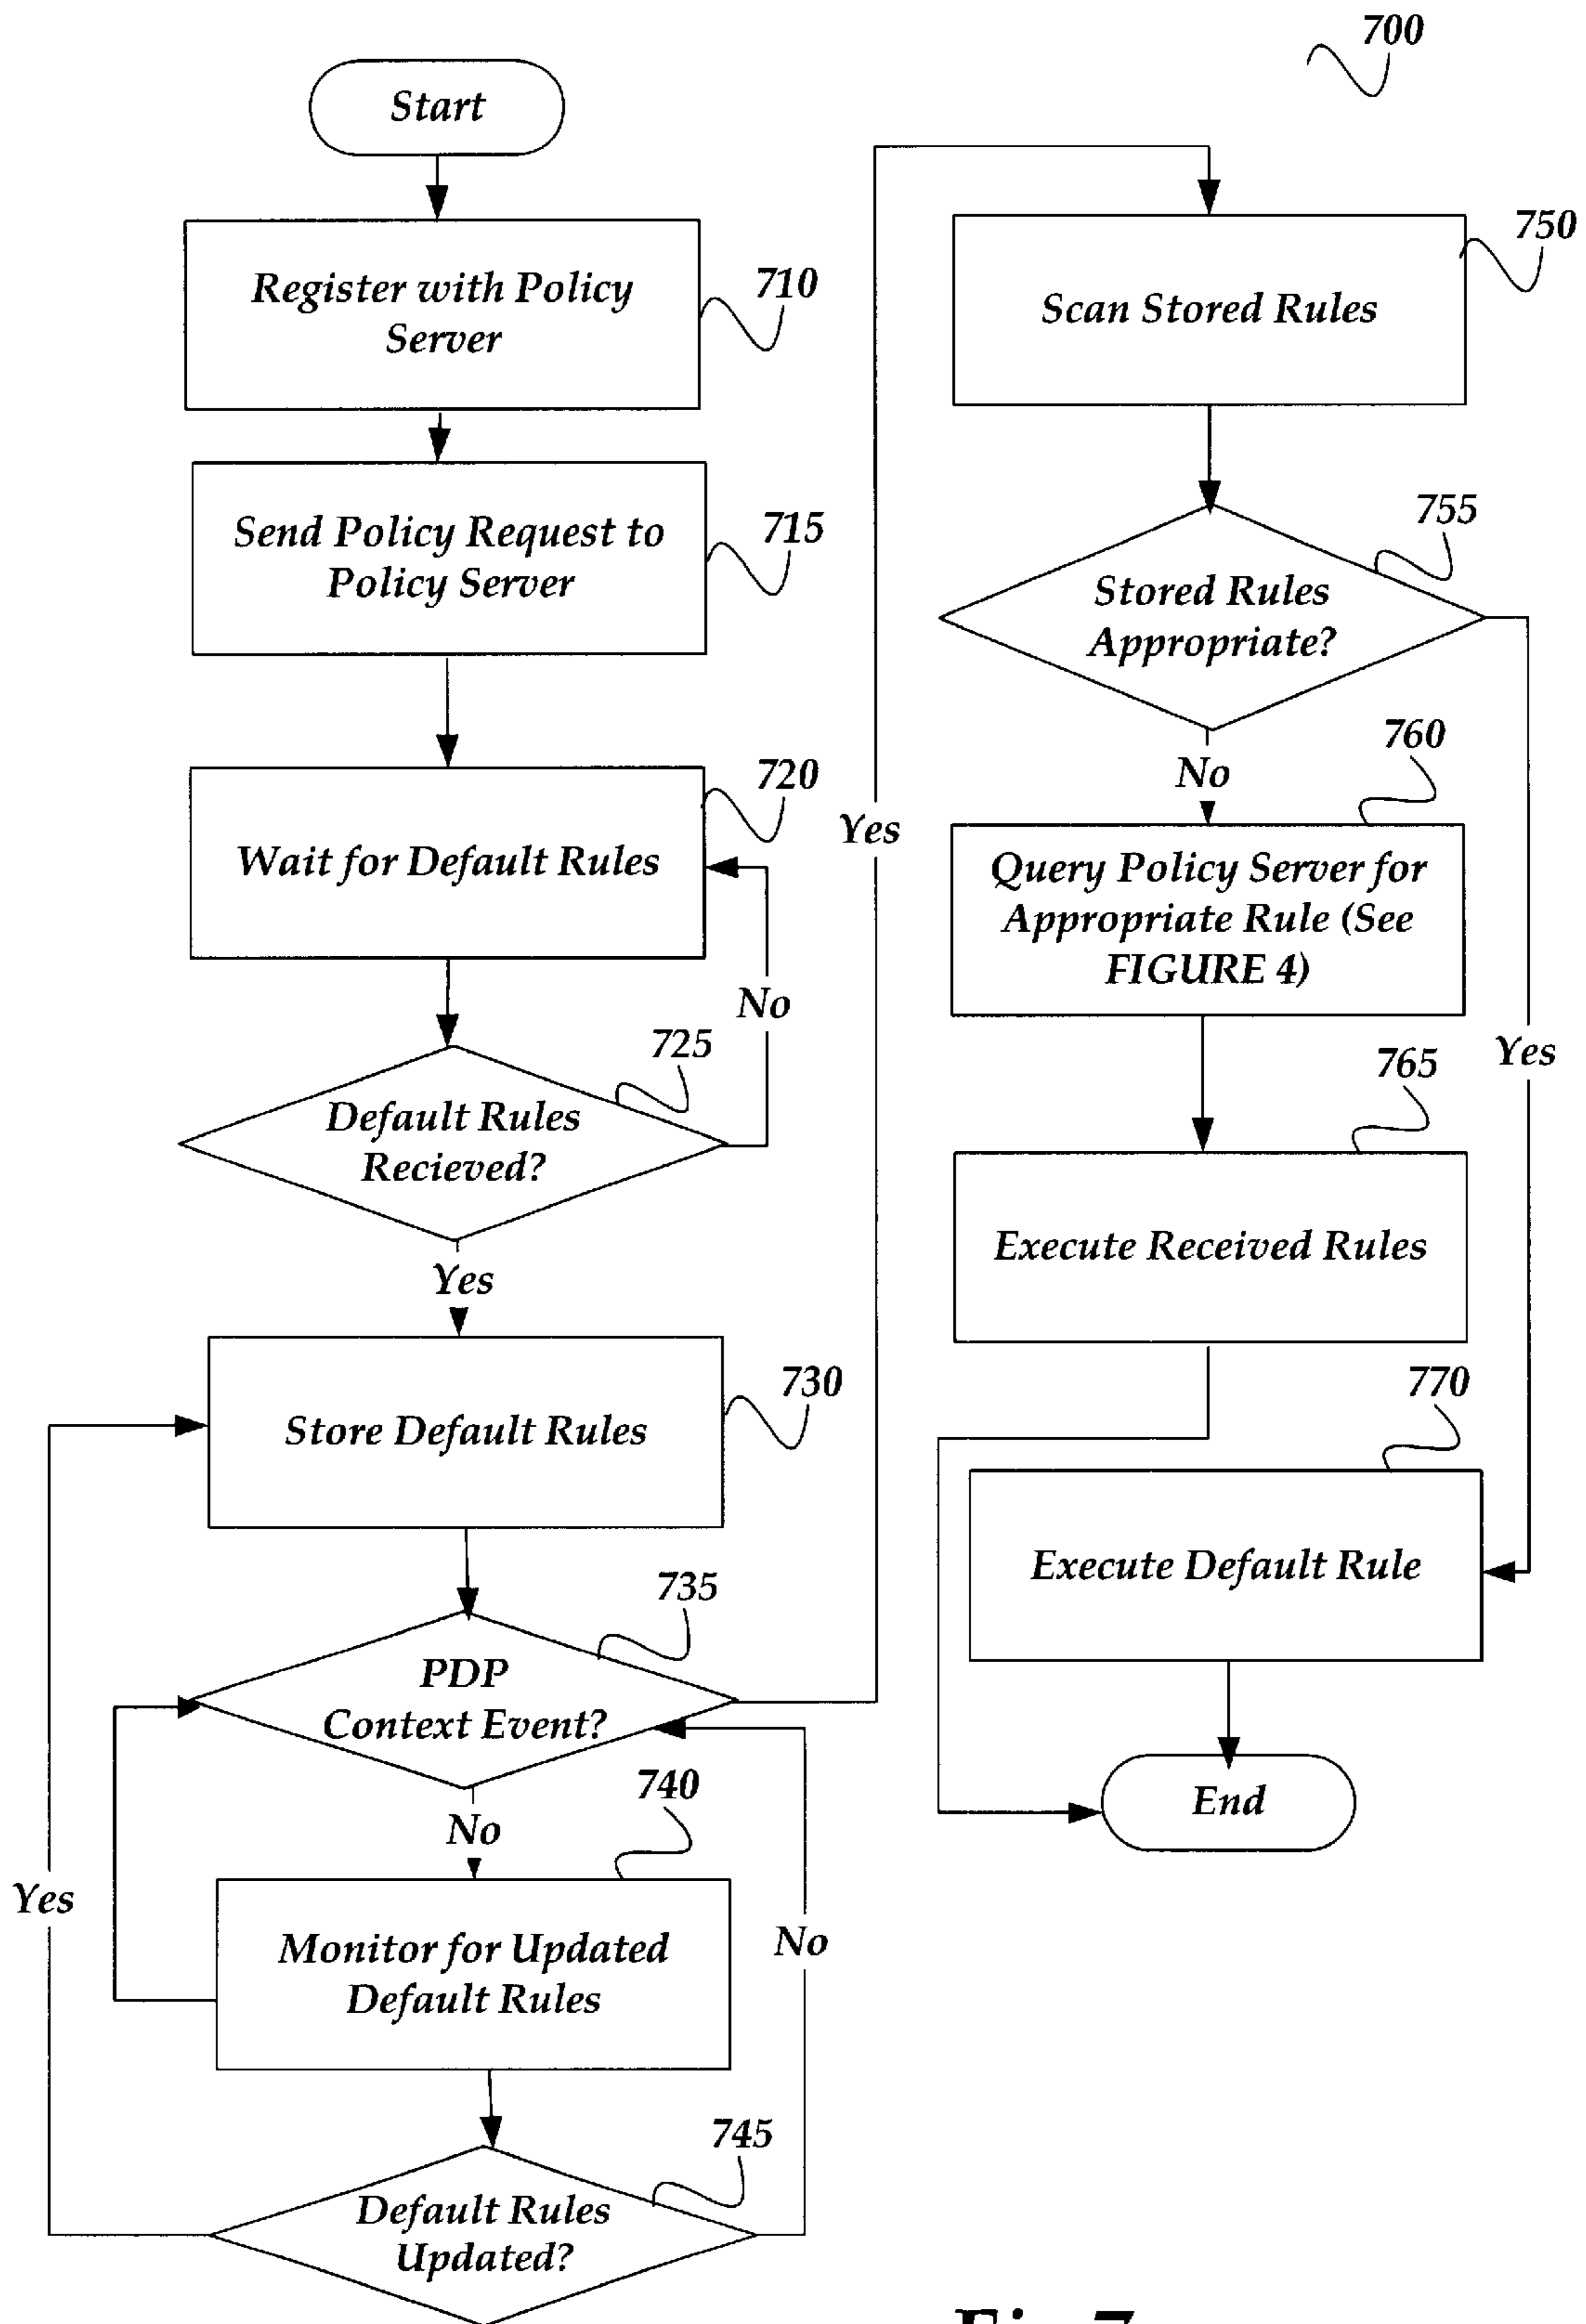 700
Start
Register with Policy
Server
710
Send Policy Request to
Policy Server
715
Wait for Default Rules
720
No
Default Rules
Recieved?
725
Yes
Store Default Rules
730
PDP
Context Event?
735
Yes
No
Monitor for Updated
Default Rules
740
Yes
No
Default Rules
Updated?
745
Scan Stored Rules
750
Stored Rules
Appropriate?
755
No
Yes
Query Policy Server for
Appropriate Rule (See
FIGURE 4)
760
Execute Received Rules
765
Execute Default Rule
770
End